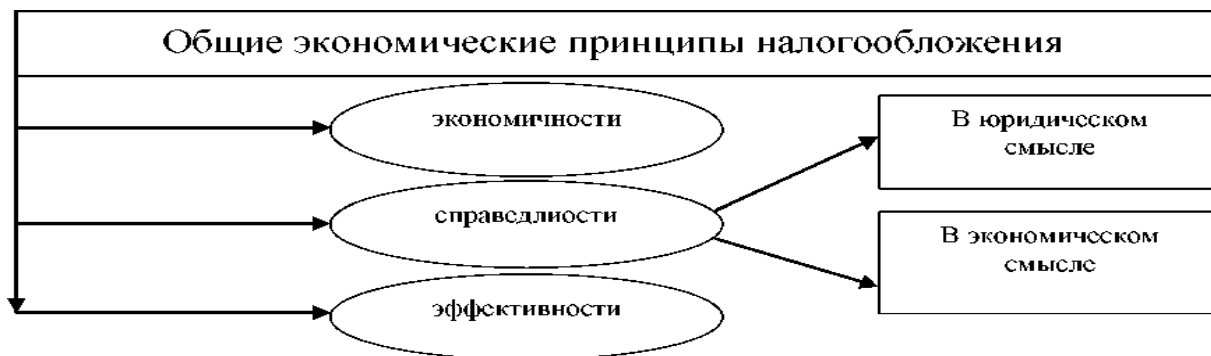 Общие экономические принципы налогообложения
экономичности
В юридическом
смысле
справедлиости
В экономическом
смысле
эффективности